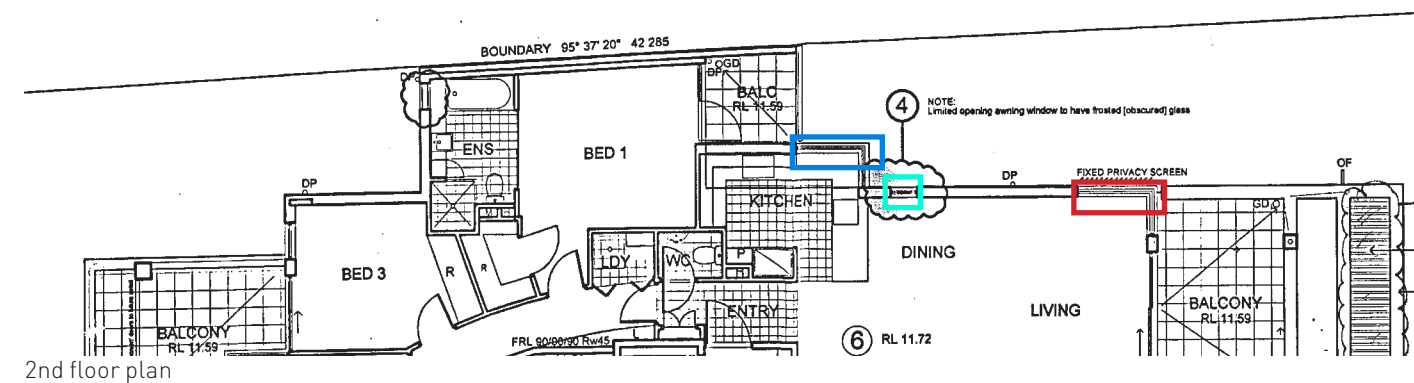 BOUNDARY 95° 37' 20" 42 285
GD
DP
DP
BALC
RL 11.59
4
NOTE:
Limited opening awning window to have frosted [obscured] glass
ENS
BED 1
DP
DP
FIXED PRIVACY SCREEN
OF
KITCHEN
GD
DINING
BED 3
R
R
LDY
WC
P
LIVING
BALCONY
RL 11.59
ENTRY
BALCONY
RL 11.59
L
FRL 90/90/90 Rw45
6
RL 11.72
2nd floor plan